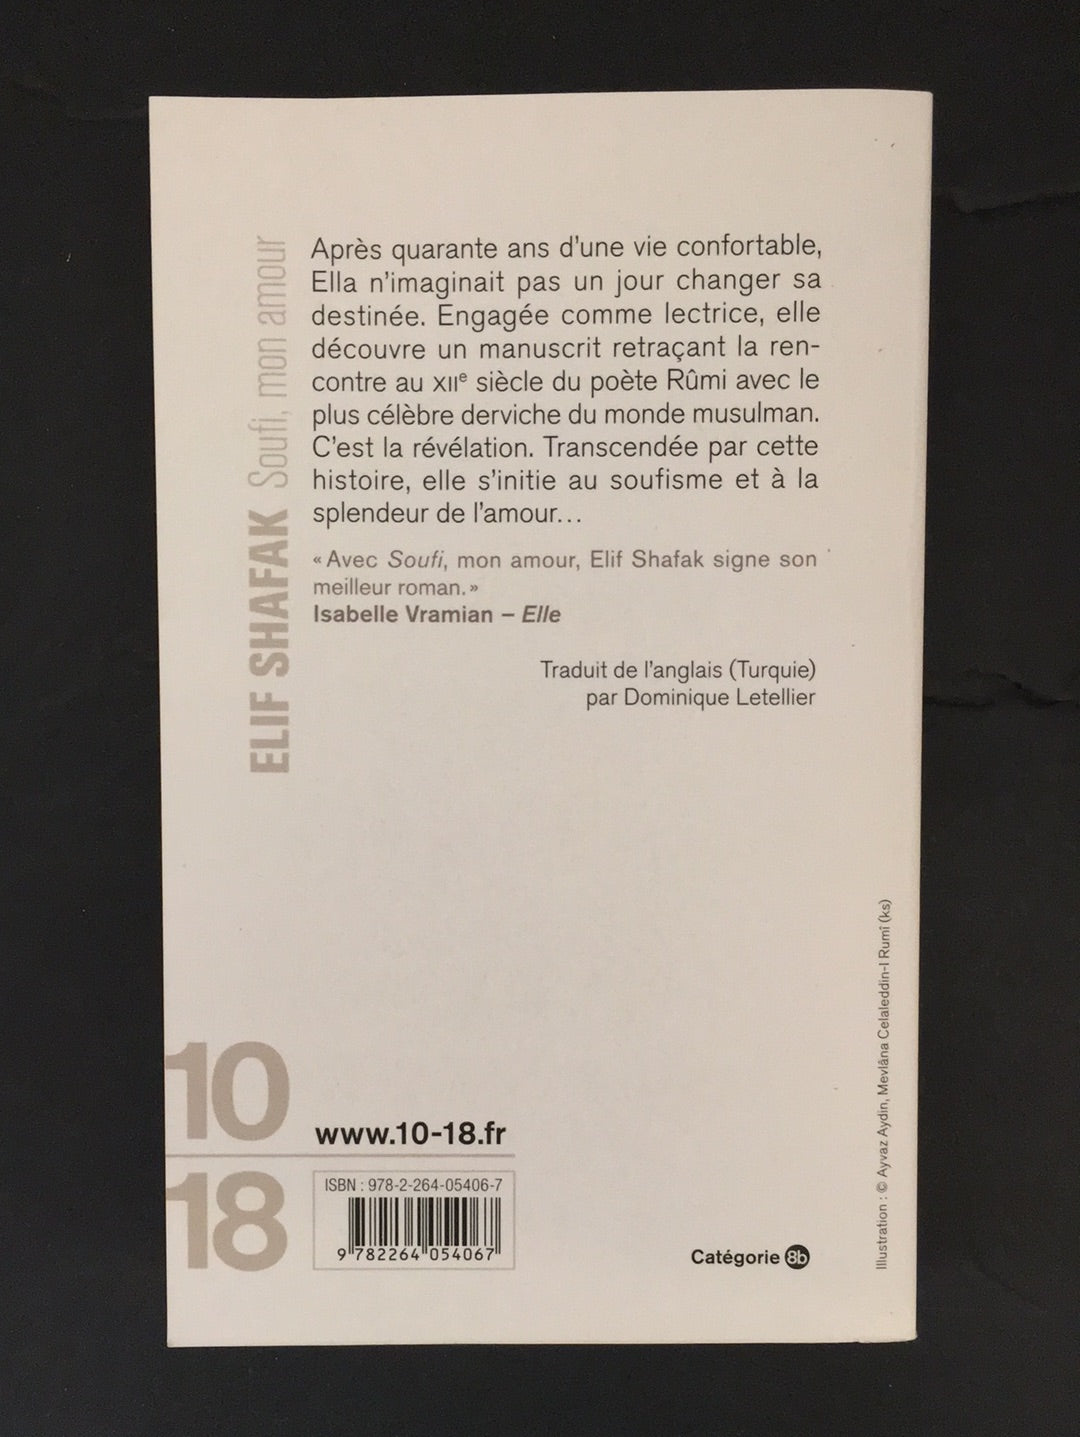 ELIF SHAFAK Soufi, mon amour
Après quarante ans d'une vie confortable,
Ella n'imaginait pas un jour changer sa
destinée. Engagée comme lectrice, elle
découvre un manuscrit retraçant la ren-
contre au XIIe siècle du poète Rûmi avec le
plus célèbre derviche du monde musulman.
C'est la révélation. Transcendée par cette
histoire, elle s'initie au soufisme et à la
splendeur de l'amour...
« Avec Soufi, mon amour, Elif Shafak signe son
meilleur roman. »
Isabelle Vramian – Elle
Traduit de l'anglais (Turquie)
par Dominique Letellier
10
18
www.10-18.fr
ISBN : 978-2-264-05406-7
9 782264 054067
Catégorie 8b
Illustration : © Ayvaz Aydin, Mevlâna Celaleddin-I Rumî (ks)